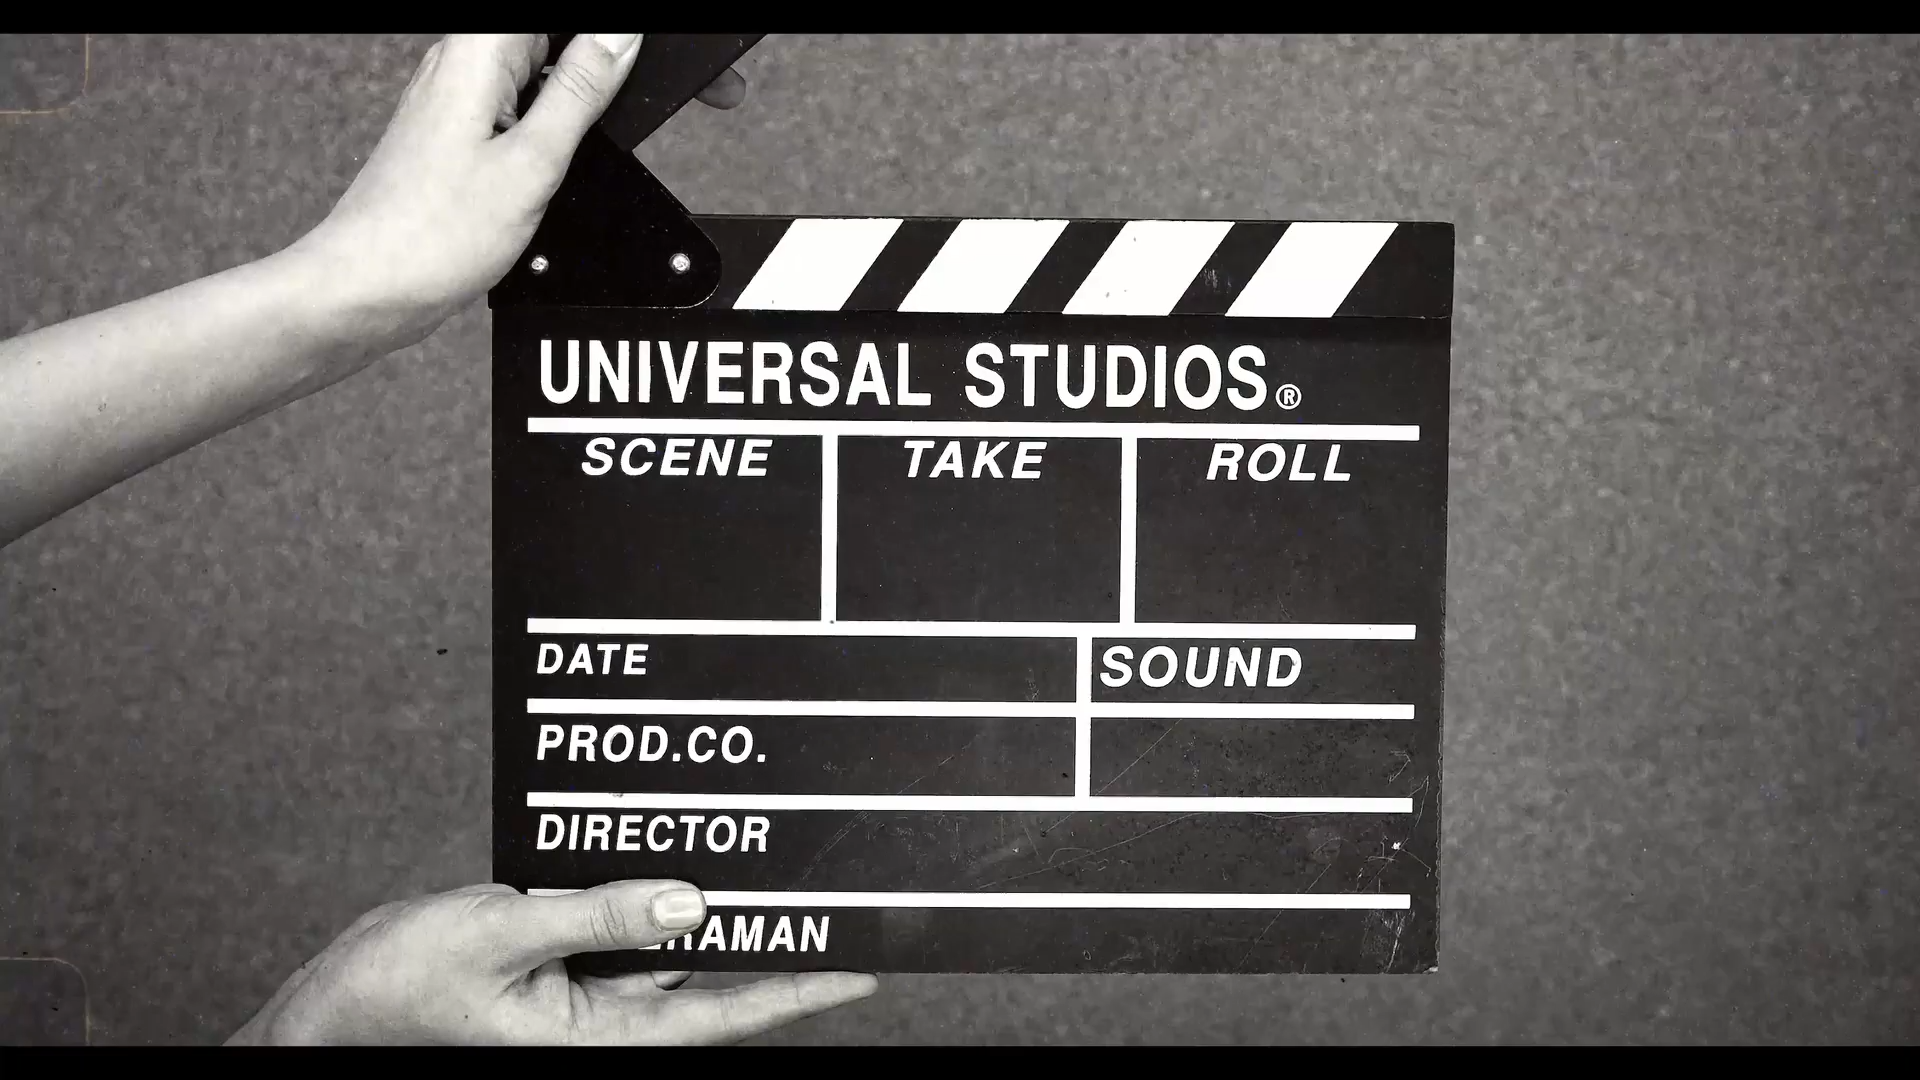 UNIVERSAL STUDIOS®
SCENE TAKE ROLL
DATE SOUND
PROD.CO.
DIRECTOR